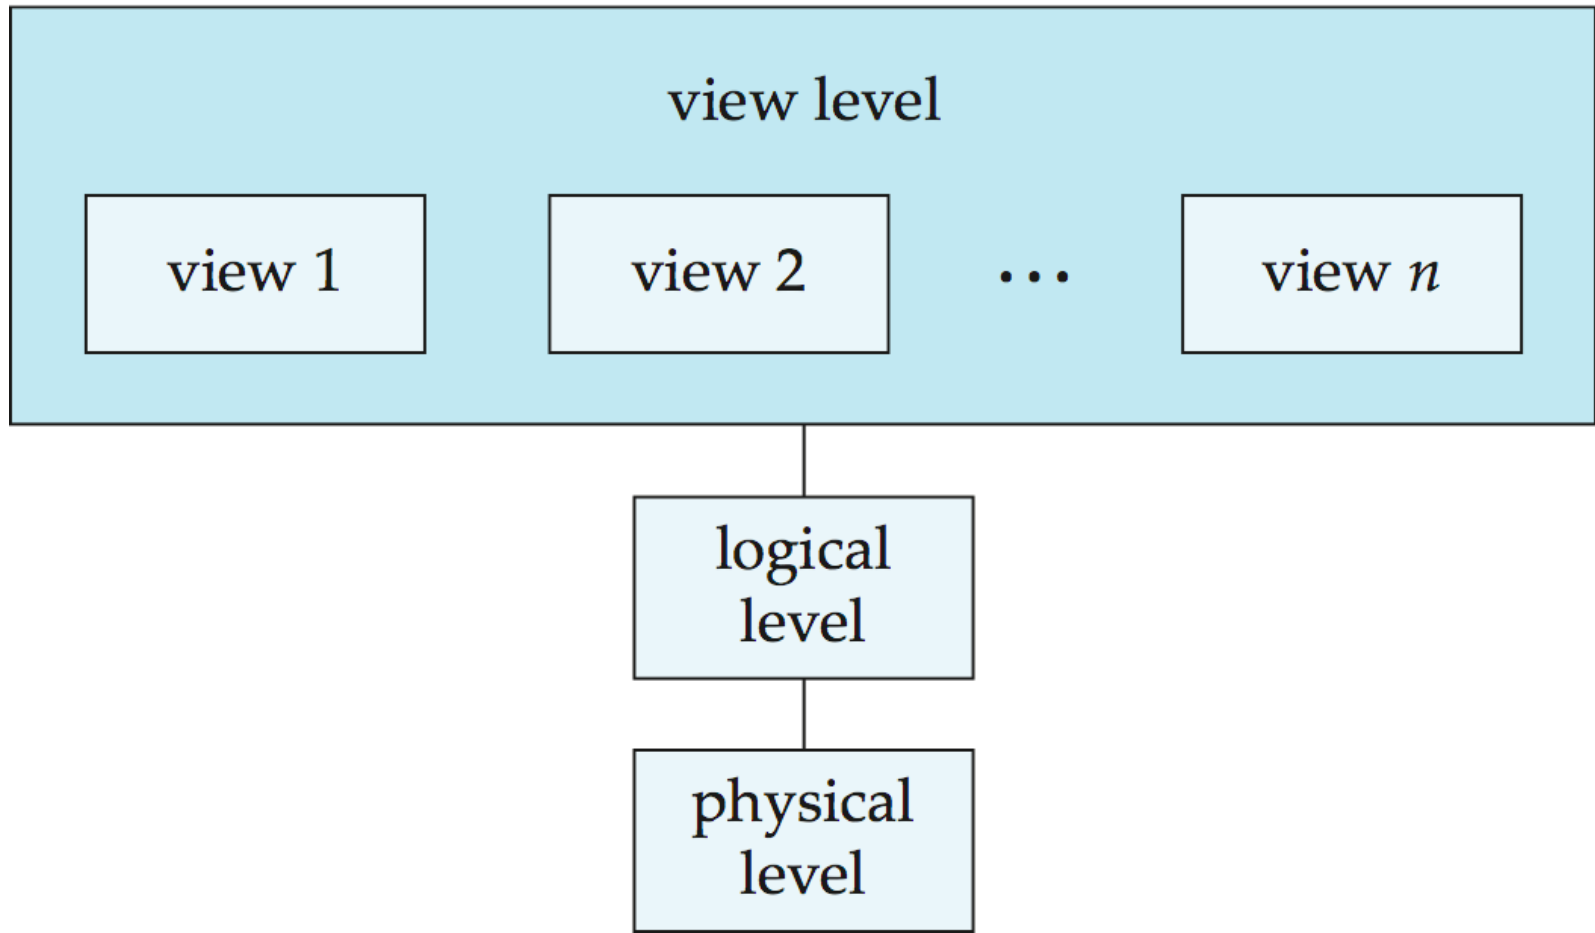 view level
view 1
view 2
...
view n
logical
level
physical
level